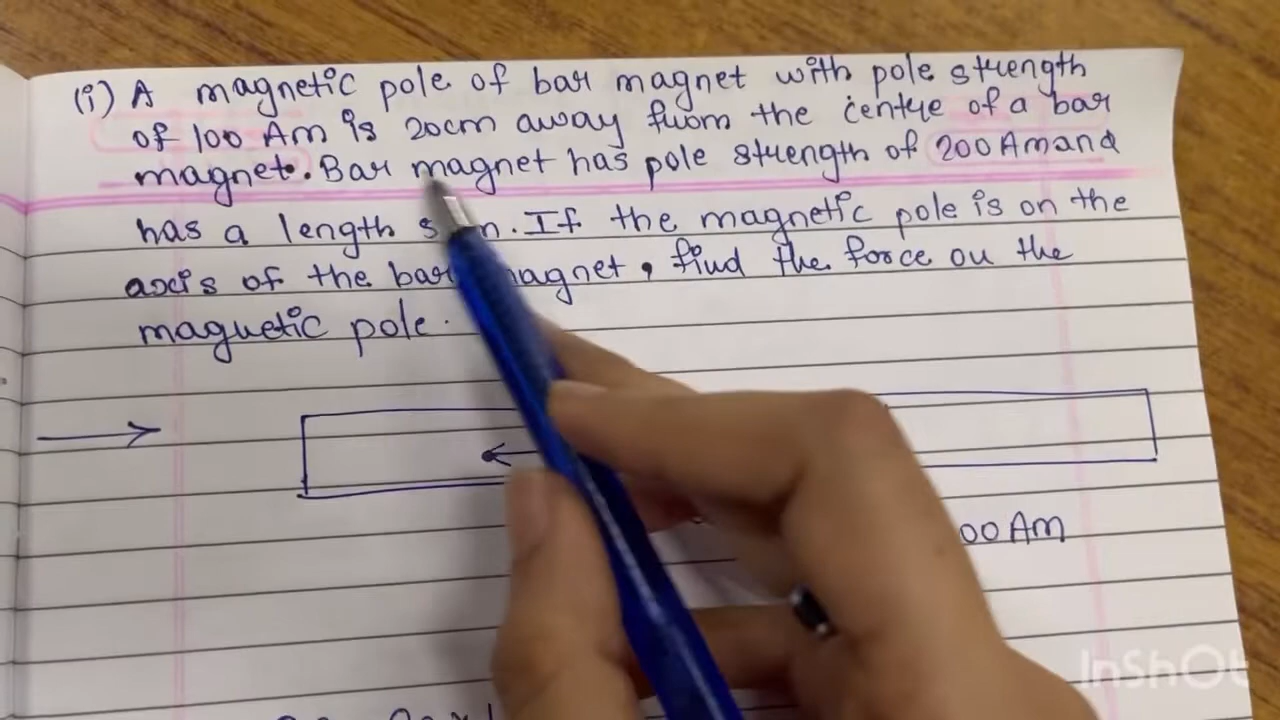 (i) A magnetic pole of bar magnet with pole strength
of 100 Am is 20cm away from the centre of a bar
magnet. Bar magnet has pole strength of 200 Am and
has a length . If the magnetic pole is on the
axis of the bar magnet, find the force on the
magnetic pole.
00 Am
InShOt